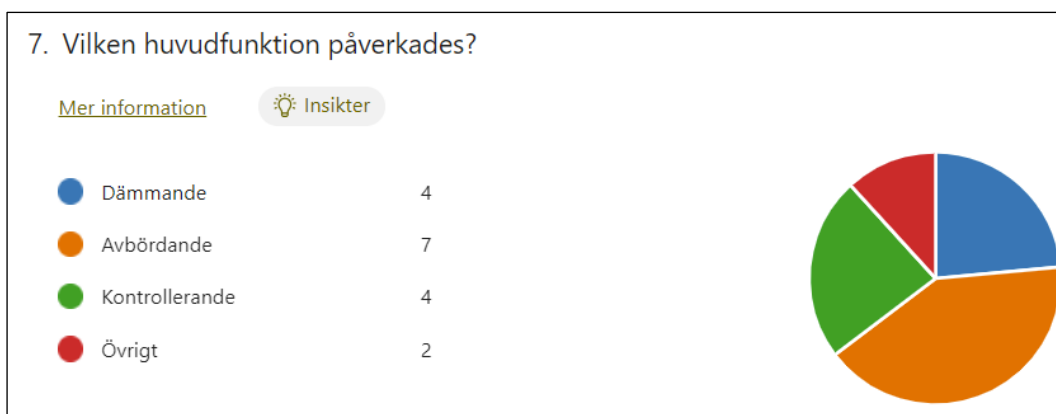 7. Vilken huvudfunktion påverkades?
Mer information Insikter
Dämmande 4
Avbördande 7
Kontrollerande 4
Övrigt 2